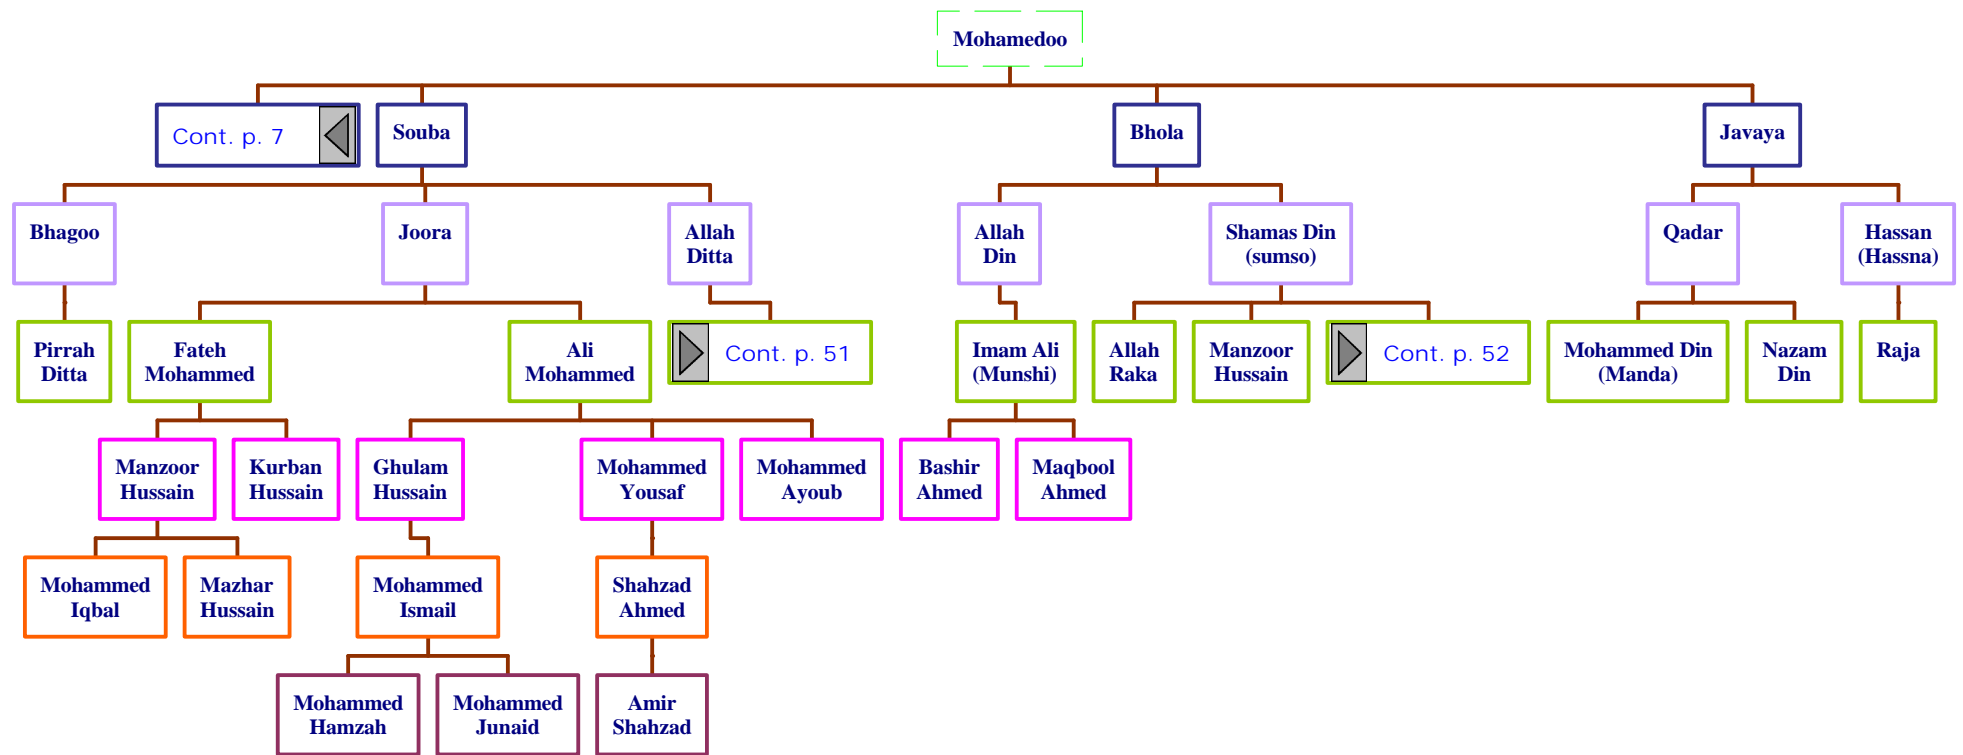 Mohamedoo
Cont. p. 7
Souba
Bhola
Javaya
Bhagoo
Joora
Allah
Ditta
Allah
Din
Shamas Din
(sumso)
Qadar
Hassan
(Hassna)
Pirrah
Ditta
Fateh
Mohammed
Ali
Mohammed
Cont. p. 51
Imam Ali
(Munshi)
Allah
Raka
Manzoor
Hussain
Cont. p. 52
Mohammed Din
(Manda)
Nazam
Din
Raja
Manzoor
Hussain
Kurban
Hussain
Ghulam
Hussain
Mohammed
Yousaf
Mohammed
Ayoub
Bashir
Ahmed
Maqbool
Ahmed
Mohammed
Iqbal
Mazhar
Hussain
Mohammed
Ismail
Shahzad
Ahmed
Mohammed
Hamzah
Mohammed
Junaid
Amir
Shahzad